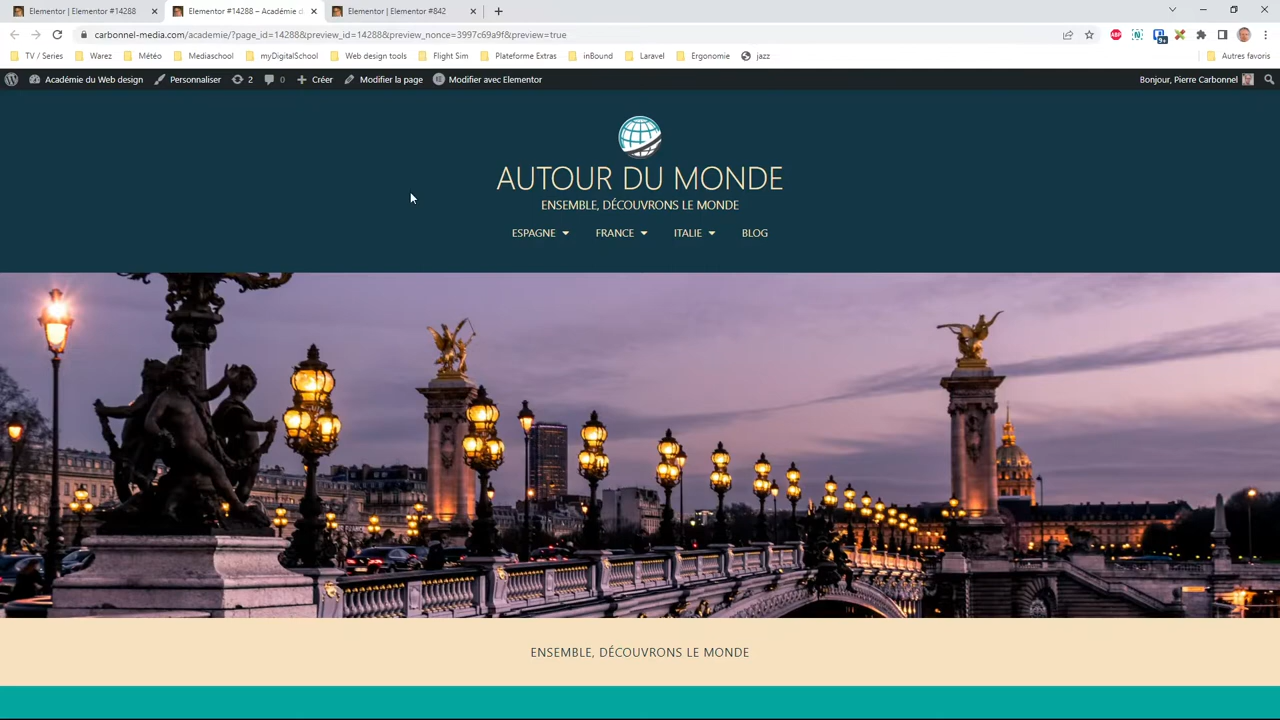 Elementor | Elementor #14288
Elementor #14288 – Académie d
Elementor | Elementor #842
carbonnel-media.com/academie/?page_id=14288&preview_id=14288&preview_nonce=3997c69a9f&preview=true
TV / Series Warez Météo Mediaschool myDigitalSchool Web design tools Flight Sim Plateforme Extras inBound Laravel Ergonomie jazz Autres favoris
Académie du Web design Personnaliser 2 0 Créer Modifier la page Modifier avec Elementor Bonjour, Pierre Carbonnel
AUTOUR DU MONDE
ENSEMBLE, DÉCOUVRONS LE MONDE
ESPAGNE FRANCE ITALIE BLOG
ENSEMBLE, DÉCOUVRONS LE MONDE